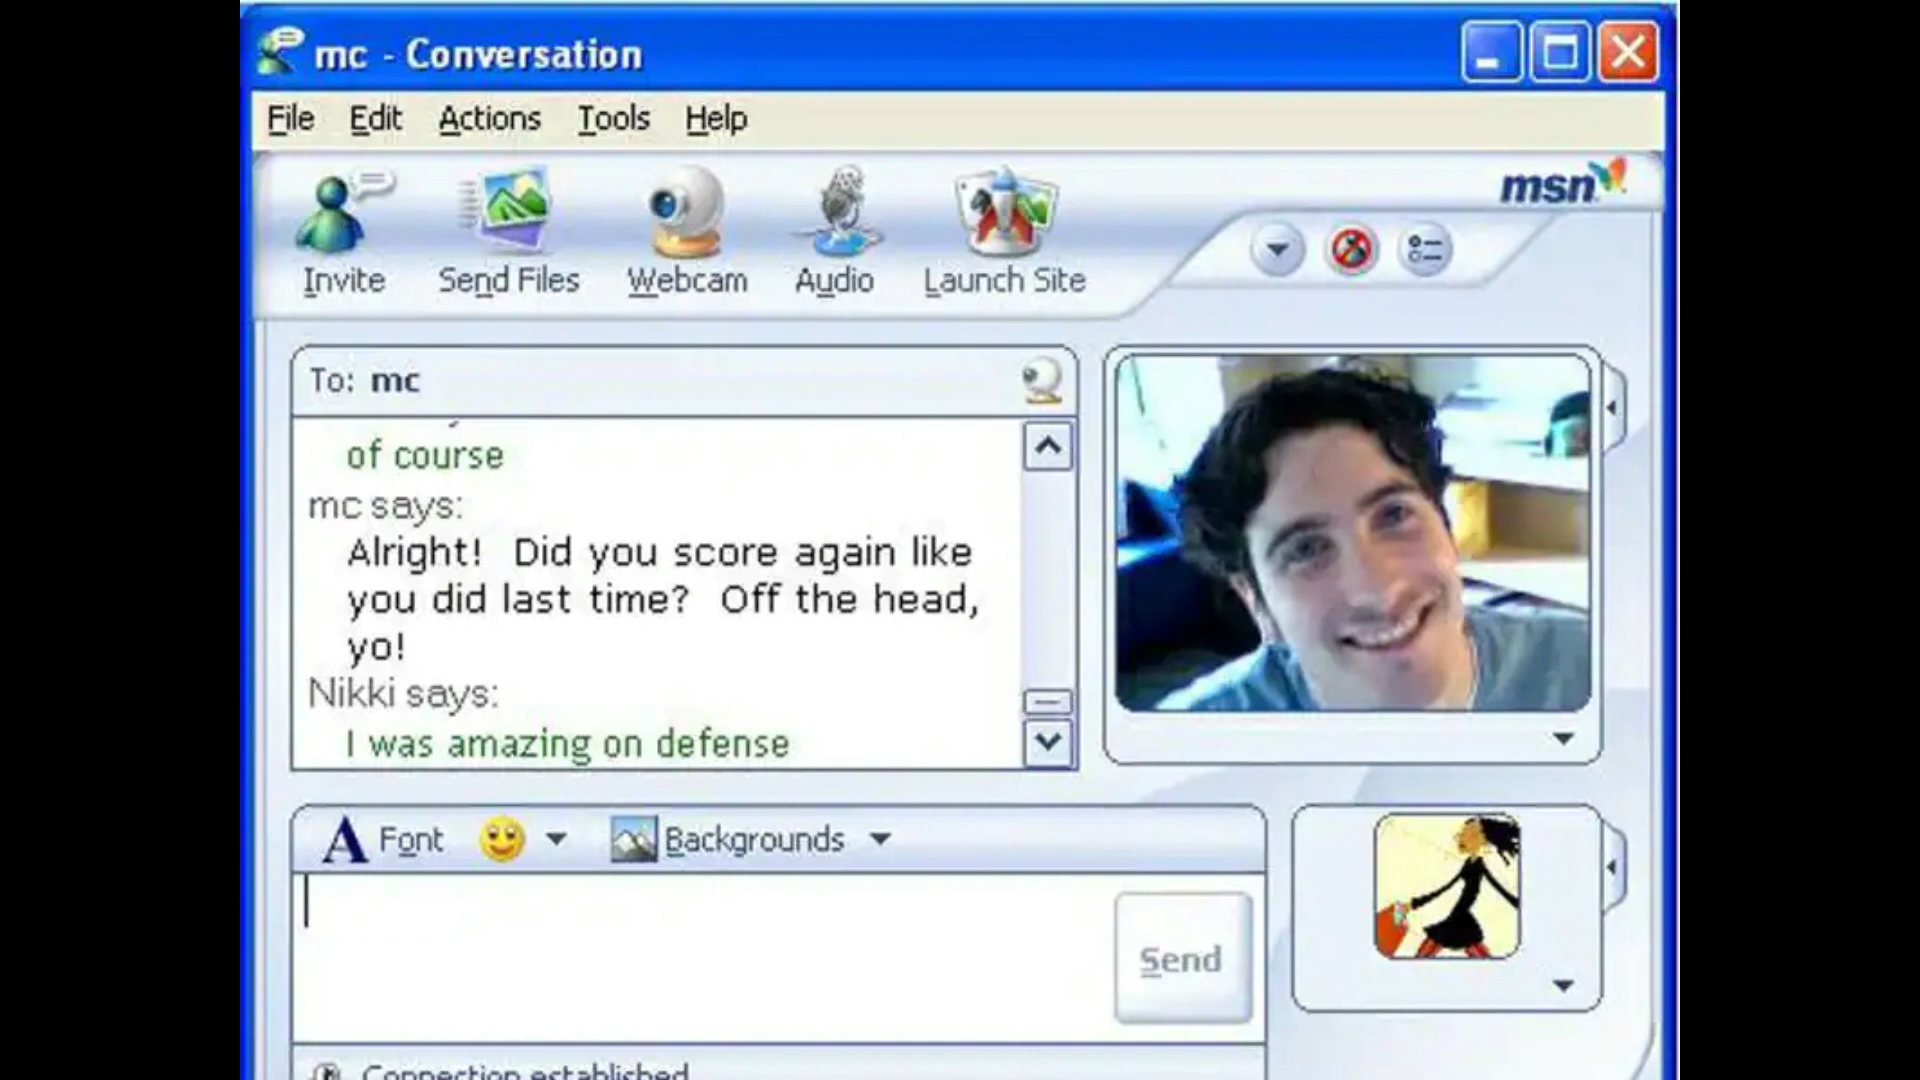 mc - Conversation
File Edit Actions Tools Help
msn
Invite Send Files Webcam Audio Launch Site
To: mc
of course
mc says:
Alright! Did you score again like
you did last time? Off the head,
yo!
Nikki says:
I was amazing on defense
A Font Backgrounds
Send
Connection established